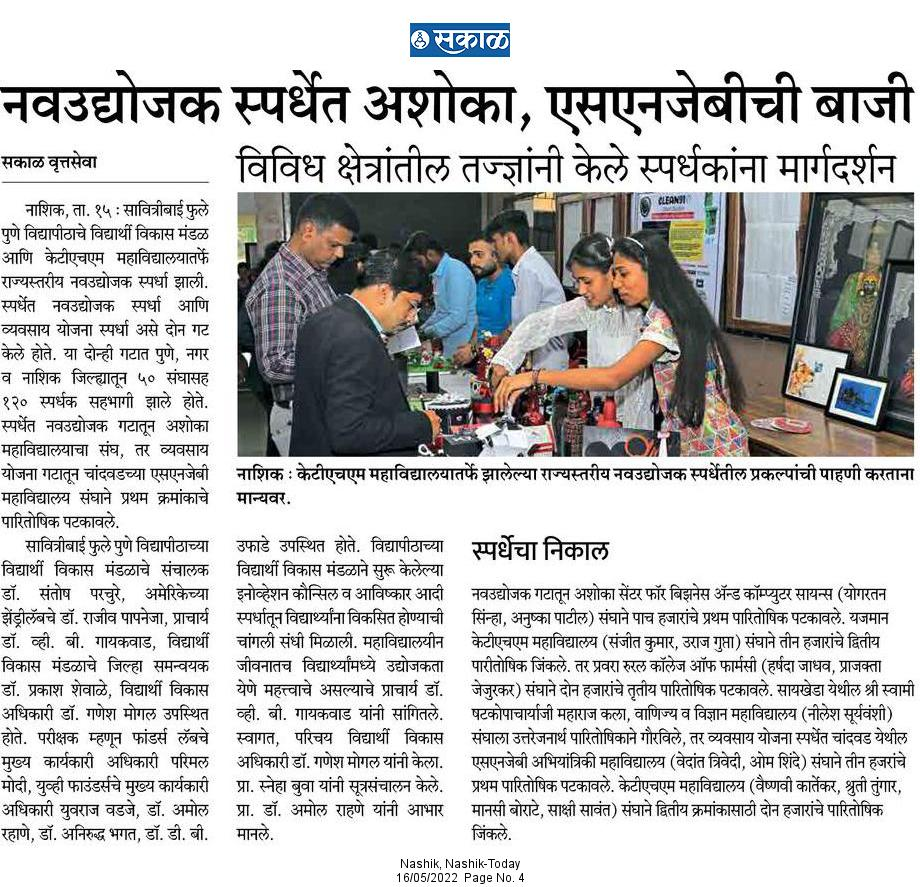 सकाळ
नवउद्योजक स्पर्धेत अशोका, एसएनजेबीची बाजी
सकाळ वृत्तसेवा
विविध क्षेत्रांतील तज्ज्ञांनी केले स्पर्धकांना मार्गदर्शन
नाशिक, ता. १५ : सावित्रीबाई फुले
पुणे विद्यापीठाचे विद्यार्थी विकास मंडळ
आणि केटीएचएम महाविद्यालयातर्फे
राज्यस्तरीय नवउद्योजक स्पर्धा झाली.
स्पर्धेत नवउद्योजक स्पर्धा आणि
व्यवसाय योजना स्पर्धा असे दोन गट
केले होते. या दोन्ही गटात पुणे, नगर
व नाशिक जिल्ह्यातून ५० संघासह
१२० स्पर्धक सहभागी झाले होते.
स्पर्धेत नवउद्योजक गटातून अशोका
महाविद्यालयाचा संघ, तर व्यवसाय
योजना गटातून चांदवडच्या एसएनजेबी
महाविद्यालय संघाने प्रथम क्रमांकाचे
पारितोषिक पटकावले.
सावित्रीबाई फुले पुणे विद्यापीठाच्या
विद्यार्थी विकास मंडळाचे संचालक
डॉ. संतोष परचुरे, अमेरिकेच्या
झेंड्रीलॅबचे डॉ. राजीव पापनेजा, प्राचार्य
डॉ. व्ही. बी. गायकवाड, विद्यार्थी
विकास मंडळाचे जिल्हा समन्वयक
डॉ. प्रकाश शेवाळे, विद्यार्थी विकास
अधिकारी डॉ. गणेश मोगल उपस्थित
होते. परीक्षक म्हणून फांडर्स लॅबचे
मुख्य कार्यकारी अधिकारी परिमल
मोदी, युव्ही फाउंडर्सचे मुख्य कार्यकारी
अधिकारी युवराज वडजे, डॉ. अमोल
रहाणे, डॉ. अनिरुद्ध भगत, डॉ. डी. बी.
CLEAN
नाशिक : केटीएचएम महाविद्यालयातर्फे झालेल्या राज्यस्तरीय नवउद्योजक स्पर्धेतील प्रकल्पांची पाहणी करताना
मान्यवर.
उफाडे उपस्थित होते. विद्यापीठाच्या
विद्यार्थी विकास मंडळाने सुरू केलेल्या
इनोव्हेशन कौन्सिल व आविष्कार आदी
स्पर्धातून विद्यार्थ्यांना विकसित होण्याची
चांगली संधी मिळाली. महाविद्यालयीन
जीवनातच विद्यार्थ्यांमध्ये उद्योजकता
येणे महत्त्वाचे असल्याचे प्राचार्य डॉ.
व्ही. बी. गायकवाड यांनी सांगितले.
स्वागत, परिचय विद्यार्थी विकास
अधिकारी डॉ. गणेश मोगल यांनी केला.
प्रा. स्नेहा बुवा यांनी सूत्रसंचालन केले.
प्रा. डॉ. अमोल राहणे यांनी आभार
मानले.
स्पर्धेचा निकाल
नवउद्योजक गटातून अशोका सेंटर फॉर बिझनेस ॲन्ड कॉम्प्युटर सायन्स (योगरतन
सिंन्हा, अनुष्का पाटील) संघाने पाच हजारांचे प्रथम पारितोषिक पटकावले. यजमान
केटीएचएम महाविद्यालय (संजीत कुमार, उराज गुप्ता) संघाने तीन हजारांचे द्वितीय
पारीतोषिक जिंकले. तर प्रवरा रुरल कॉलेज ऑफ फार्मसी (हर्षदा जाधव, प्राजक्ता
जेजुरकर) संघाने दोन हजारांचे तृतीय पारितोषिक पटकावले. सायखेडा येथील श्री स्वामी
षटकोपाचार्याजी महाराज कला, वाणिज्य व विज्ञान महाविद्यालय (नीलेश सूर्यवंशी)
संघाला उत्तरेजनार्थ पारितोषिकाने गौरविले, तर व्यवसाय योजना स्पर्धेत चांदवड येथील
एसएनजेबी अभियांत्रिकी महाविद्यालय (वेदांत त्रिवेदी, ओम शिंदे) संघाने तीन हजरांचे
प्रथम पारितोषिक पटकावले. केटीएचएम महाविद्यालय (वैष्णवी कार्तेकर, श्रुती तुंगार,
मानसी बोराटे, साक्षी सावंत) संघाने द्वितीय क्रमांकासाठी दोन हजारांचे पारितोषिक
जिंकले.
Nashik, Nashik-Today
16/05/2022 Page No. 4